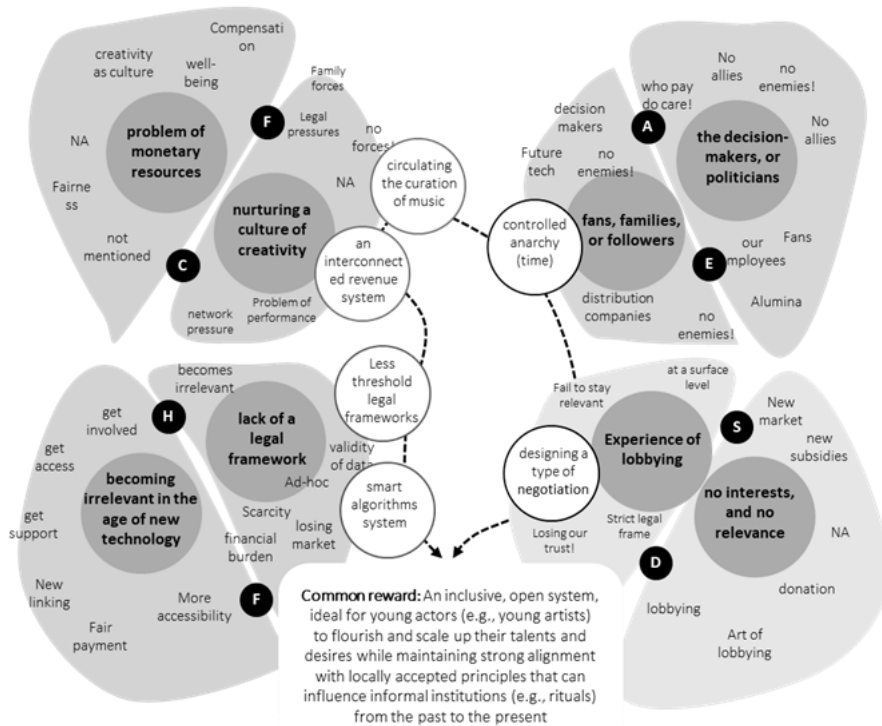 Compensati
on
creativity
as culture
well-
being
NA
problem of
monetary
resources
Fairne
ss
not
mentioned
F
C
Family
forces
Legal
pressures
no
forces!
NA
nurturing a
culture of
creativity
network
pressure
Problem of
performance
circulating
the curation
of music
an
interconnect
ed revenue
system
Less
threshold
legal
frameworks
smart
algorithms
system
controlled
anarchy
(time)
designing a
type of
negotiation
decision
makers
Future
tech
no
enemies!
fans, families,
or followers
distribution
companies
no
enemies!
A
E
who pay
do care!
No
allies
no
enemies!
No
allies
the decision-
makers, or
politicians
our
employees
Fans
Alumina
get
involved
get
access
get
support
becoming
irrelevant in the
age of new
technology
New
linking
Fair
payment
More
accessibility
H
F
becomes
irrelevant
lack of a
legal
framework
validity
of data
Ad-hoc
Scarcity
financial
burden
losing
market
Fail to stay
relevant
at a surface
level
Experience of
lobbying
Strict legal
frame
Losing our
trust!
S
D
New
market
new
subsidies
no interests,
and no
relevance
NA
donation
lobbying
Art of
lobbying
Common reward: An inclusive, open system,
ideal for young actors (e.g., young artists)
to flourish and scale up their talents and
desires while maintaining strong alignment
with locally accepted principles that can
influence informal institutions (e.g., rituals)
from the past to the present